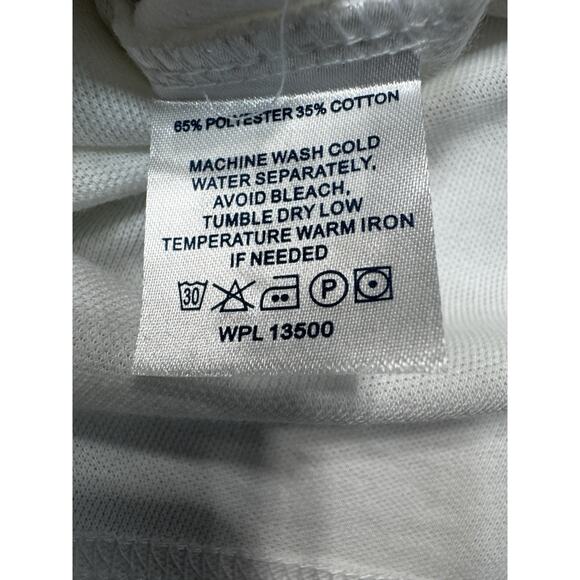 65% POLYESTER 35% COTTON
MACHINE WASH COLD
WATER SEPARATELY,
AVOID BLEACH,
TUMBLE DRY LOW
TEMPERATURE WARM IRON
IF NEEDED
30 P
WPL 13500